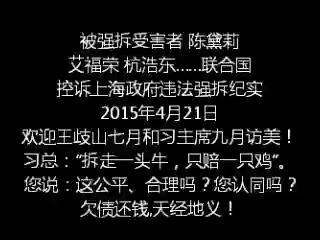 被强拆受害者 陈黛莉
艾福荣 杭浩东……联合国
控诉上海政府违法强拆纪实
2015年4月21日
欢迎王岐山七月和习主席九月访美！
习总：“拆走一头牛，只赔一只鸡”。
您说：这公平、合理吗？您认同吗？
欠债还钱,天经地义！